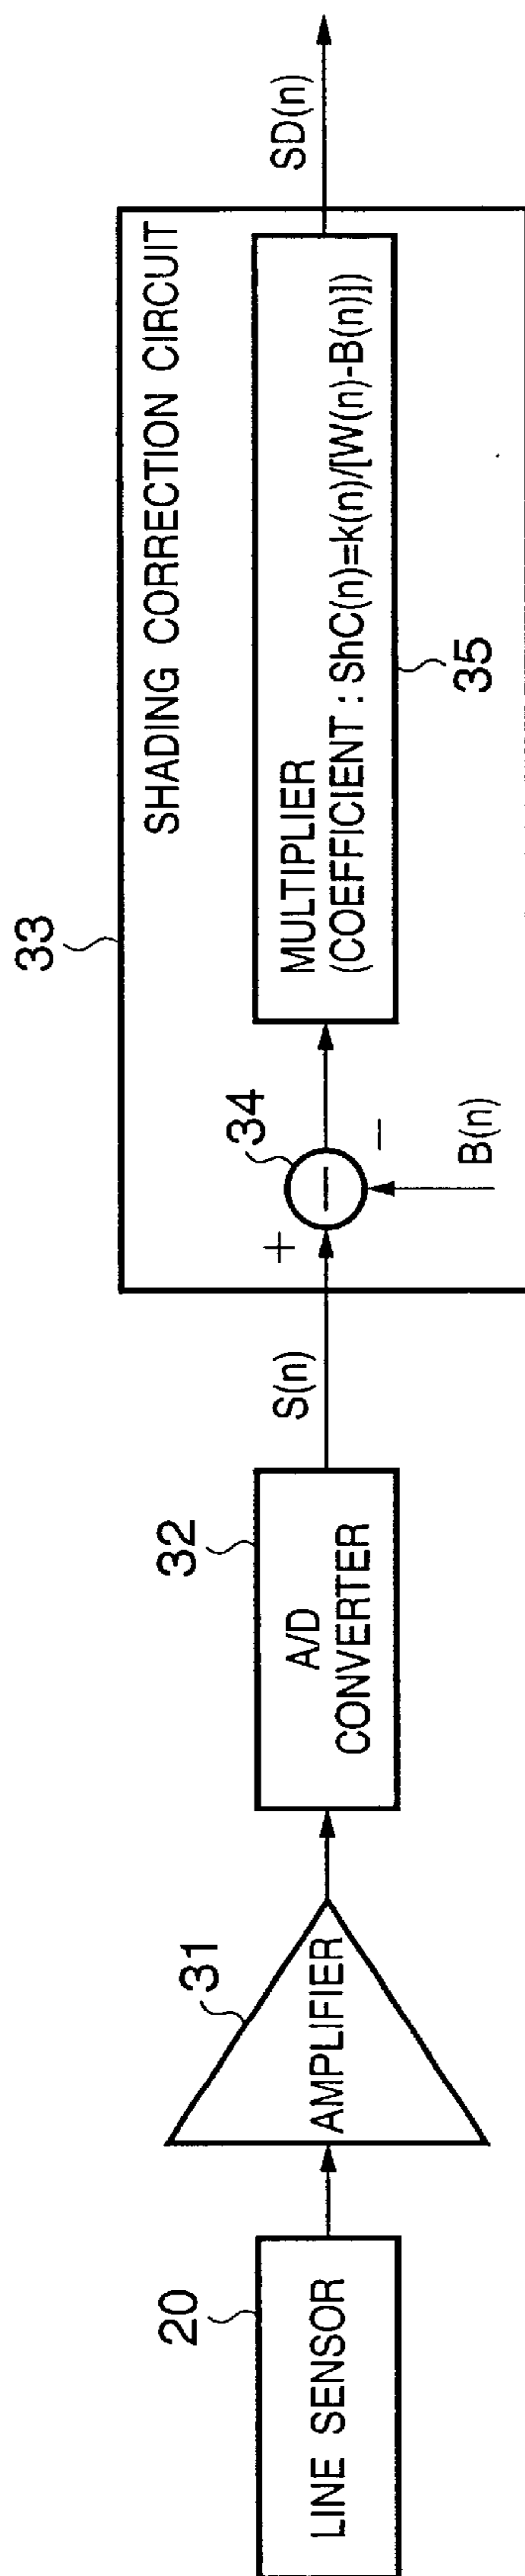 20
LINE SENSOR
31
AMPLIFIER
32
A/D
CONVERTER
S(n)
33
SHADING CORRECTION CIRCUIT
+
34
−
−
B(n)
MULTIPLIER
(COEFFICIENT : ShC(n)=k(n)/[W(n)-B(n)])
35
SD(n)